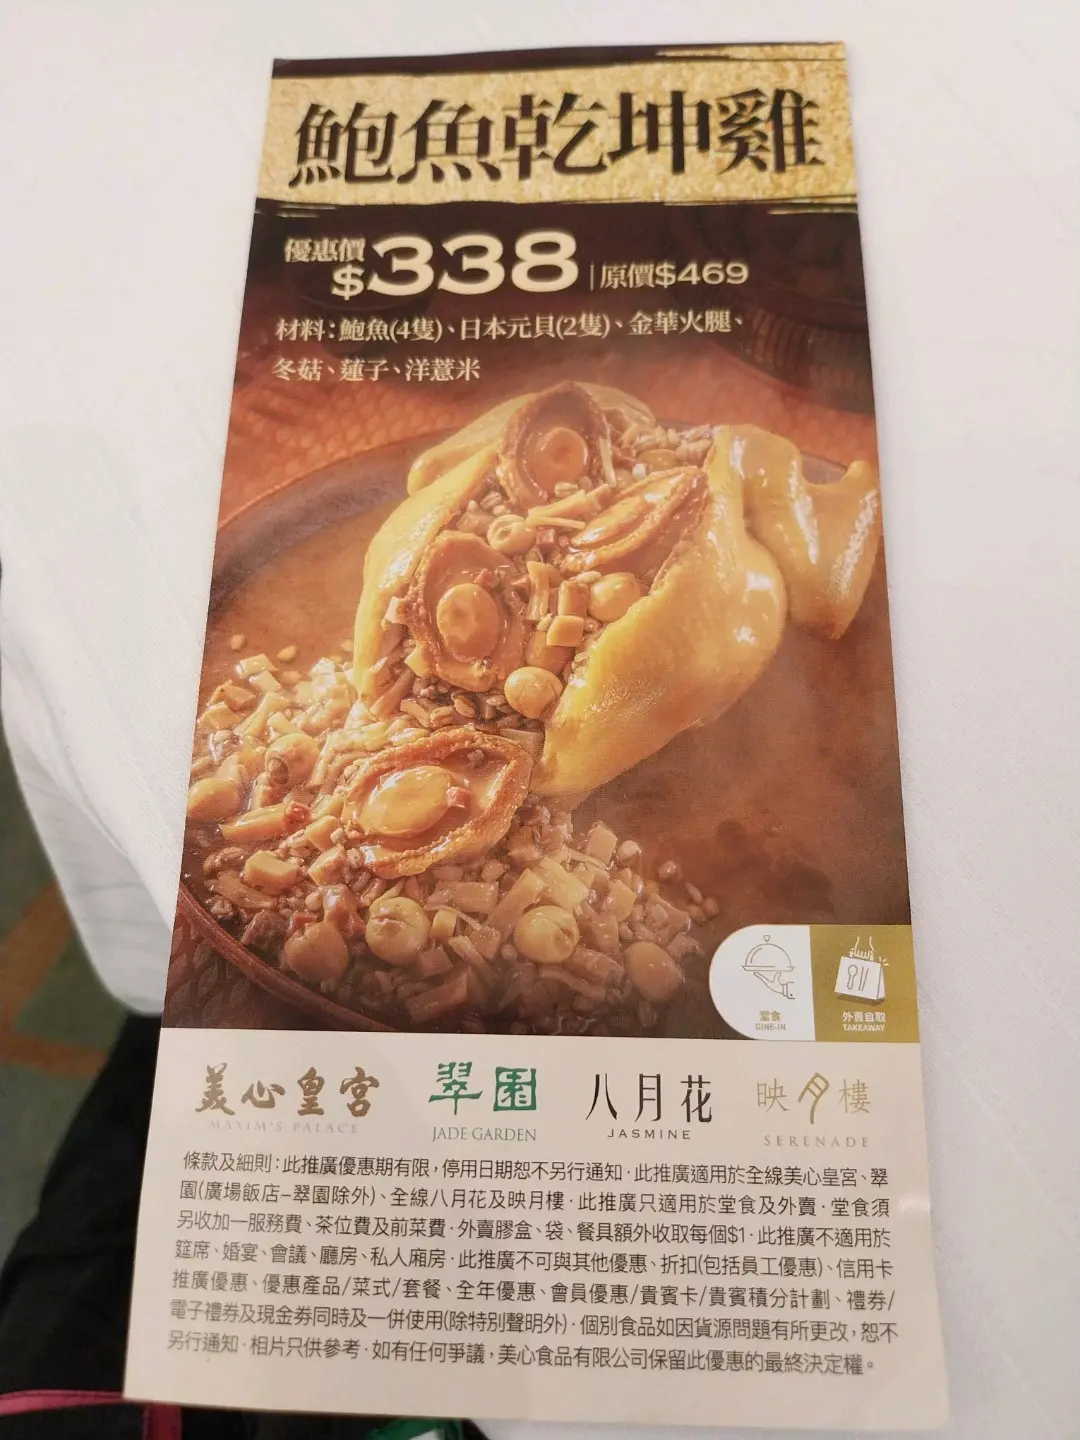 鮑魚乾坤雞
優惠價
$338 | 原價$469
材料：鮑魚(4隻)、日本元貝(2隻)、金華火腿、
冬菇、蓮子、洋薏米
堂食
DINE-IN
外賣自取
TAKEAWAY
美心皇宮
MAXIM'S PALACE
翠園
JADE GARDEN
八月花
JASMINE
映月樓
SERENADE
條款及細則：此推廣優惠期有限，停用日期恕不另行通知·此推廣適用於全線美心皇宮、翠
園(廣場飯店–翠園除外)、全線八月花及映月樓·此推廣只適用於堂食及外賣·堂食須
另收加一服務費、茶位費及前菜費·外賣膠盒、袋、餐具額外收取每個$1·此推廣不適用於
筵席、婚宴、會議、廳房、私人廂房·此推廣不可與其他優惠、折扣(包括員工優惠)、信用卡
推廣優惠、優惠產品/菜式/套餐、全年優惠、會員優惠/貴賓卡/貴賓積分計劃、禮券/
電子禮券及現金券同時及一併使用(除特別聲明外)·個別食品如因貨源問題有所更改，恕不
另行通知·相片只供參考·如有任何爭議，美心食品有限公司保留此優惠的最終決定權。